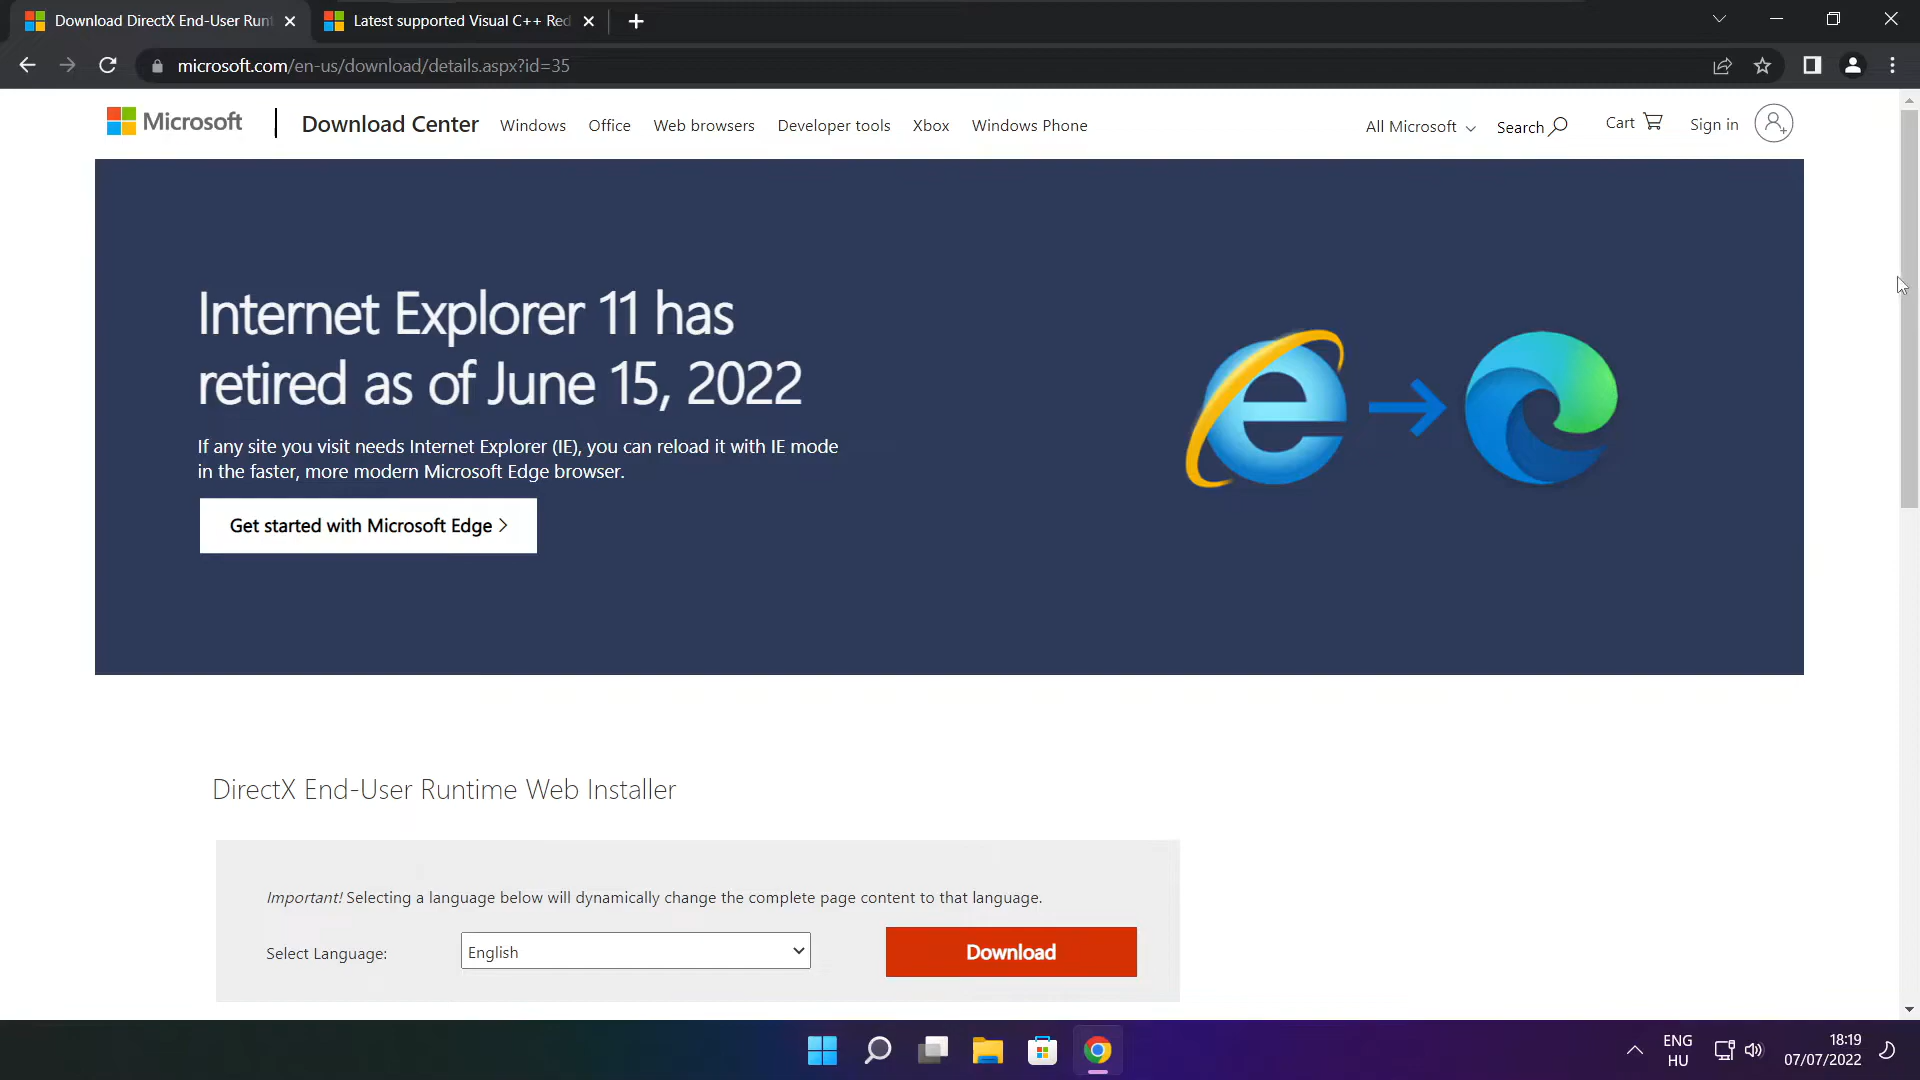 Download DirectX End-User Runt
Latest supported Visual C++ Red
microsoft.com/en-us/download/details.aspx?id=35
Microsoft
Download Center
Windows
Office
Web browsers
Developer tools
Xbox
Windows Phone
All Microsoft
Search
Cart
Sign in
Internet Explorer 11 has
retired as of June 15, 2022
If any site you visit needs Internet Explorer (IE), you can reload it with IE mode
in the faster, more modern Microsoft Edge browser.
Get started with Microsoft Edge
DirectX End-User Runtime Web Installer
Important! Selecting a language below will dynamically change the complete page content to that language.
Select Language:
English
Download
ENG
HU
18:19
07/07/2022